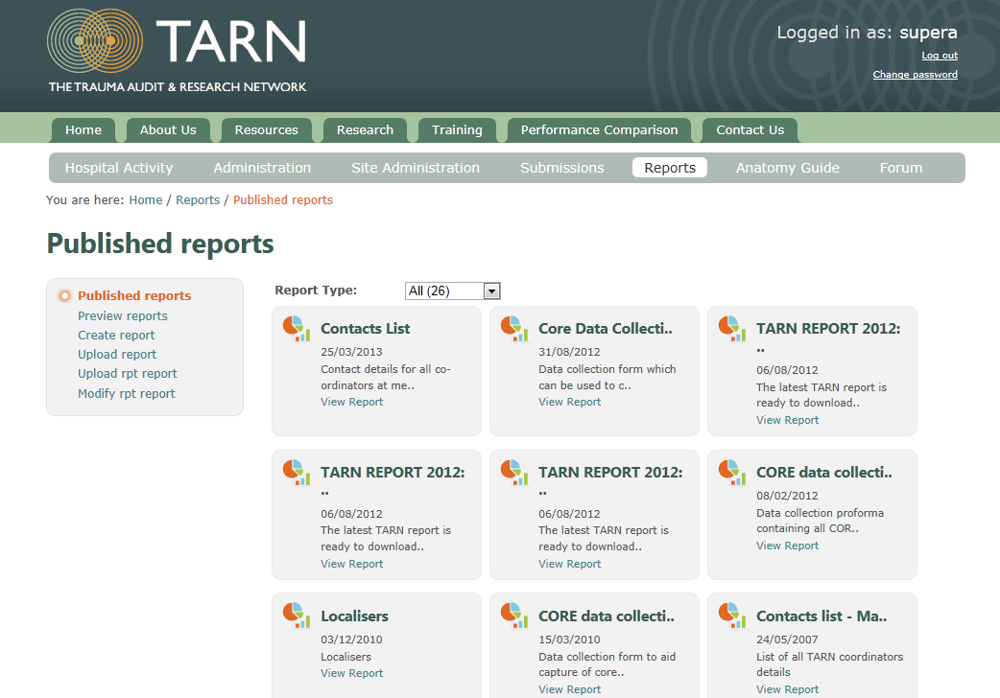 TARN
THE TRAUMA AUDIT & RESEARCH NETWORK
Logged in as: supera
Log out
Change password
Home
About Us
Resources
Research
Training
Performance Comparison
Contact Us
Hospital Activity
Administration
Site Administration
Submissions
Reports
Anatomy Guide
Forum
You are here: Home / Reports / Published reports
Published reports
Published reports
Preview reports
Create report
Upload report
Upload rpt report
Modify rpt report
Report Type:
All (26)
Contacts List
25/03/2013
Contact details for all co-
ordinators at me..
View Report
Core Data Collecti..
31/08/2012
Data collection form which
can be used to c..
View Report
TARN REPORT 2012:
..
06/08/2012
The latest TARN report is
ready to download..
View Report
TARN REPORT 2012:
..
06/08/2012
The latest TARN report is
ready to download..
View Report
TARN REPORT 2012:
..
06/08/2012
The latest TARN report is
ready to download..
View Report
CORE data collecti..
08/02/2012
Data collection proforma
containing all COR..
View Report
Localisers
03/12/2010
Localisers
View Report
CORE data collecti..
15/03/2010
Data collection form to aid
capture of core..
View Report
Contacts list - Ma..
24/05/2007
List of all TARN coordinators
details
View Report